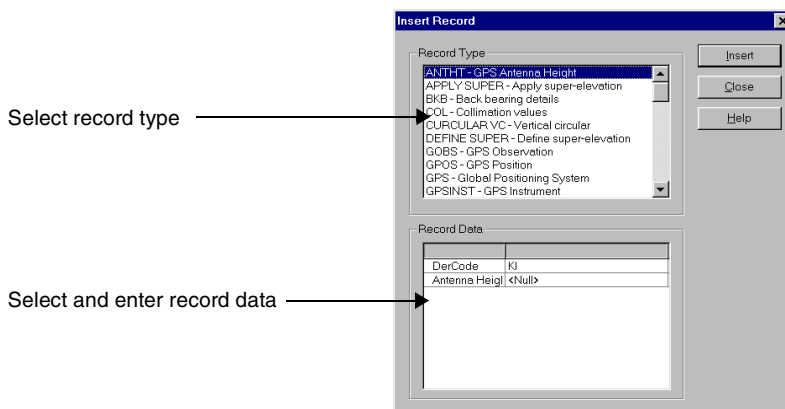 Insert Record
Record Type
ANTHT - GPS Antenna Height
APPLY SUPER - Apply super-elevation
BKB - Back bearing details
COL - Collimation values
CURCULAR VC - Vertical circular
DEFINE SUPER - Define super-elevation
GOBS - GPS Observation
GPOS - GPS Position
GPS - Global Positioning System
GPSINST - GPS Instrument
Insert
Close
Help
Select record type
Record Data
DerCode KI
Antenna Heigl <Null>
Select and enter record data